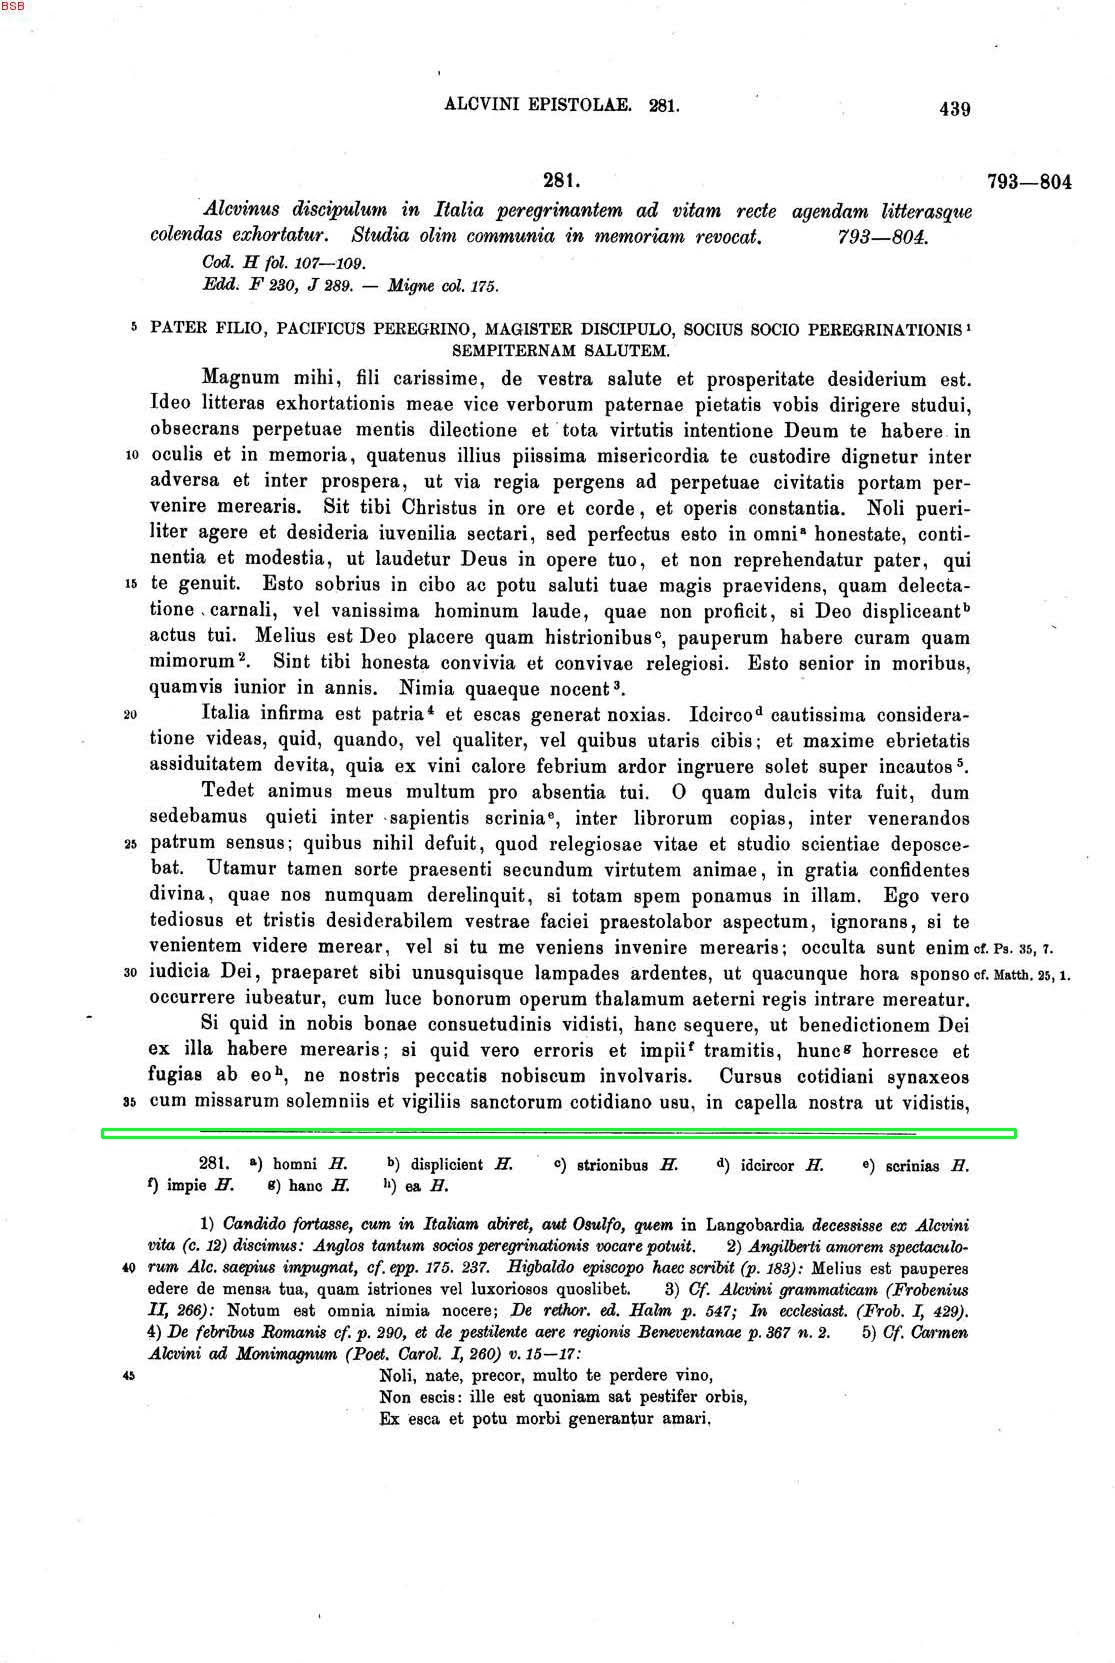 BSB
ALCVINI EPISTOLAE. 281.
439
281.
793—804
Alcvinus discipulum in Italia peregrinantem ad vitam recte agendam litterasque
colendas exhortatur. Studia olim communia in memoriam revocat. 793—804.
Cod. H fol. 107—109.
Edd. F 230, J 289. — Migne col. 175.
5 PATER FILIO, PACIFICUS PEREGRINO, MAGISTER DISCIPULO, SOCIUS SOCIO PEREGRINATIONIS¹
SEMPITERNAM SALUTEM.
Magnum mihi, fili carissime, de vestra salute et prosperitate desiderium est.
Ideo litteras exhortationis meae vice verborum paternae pietatis vobis dirigere studui,
obsecrans perpetuae mentis dilectione et tota virtutis intentione Deum te habere in
10 oculis et in memoria, quatenus illius piissima misericordia te custodire dignetur inter
adversa et inter prospera, ut via regia pergens ad perpetuae civitatis portam per-
venire merearis. Sit tibi Christus in ore et corde, et operis constantia. Noli pueri-
liter agere et desideria iuvenilia sectari, sed perfectus esto in omniᵃ honestate, conti-
nentia et modestia, ut laudetur Deus in opere tuo, et non reprehendatur pater, qui
15 te genuit. Esto sobrius in cibo ac potu saluti tuae magis praevidens, quam delecta-
tione carnali, vel vanissima hominum laude, quae non proficit, si Deo displiceantᵇ
actus tui. Melius est Deo placere quam histrionibusᶜ, pauperum habere curam quam
mimorum². Sint tibi honesta convivia et convivae relegiosi. Esto senior in moribus,
quamvis iunior in annis. Nimia quaeque nocent³.
20 Italia infirma est patria⁴ et escas generat noxias. Idcircoᵈ cautissima considera-
tione videas, quid, quando, vel qualiter, vel quibus utaris cibis; et maxime ebrietatis
assiduitatem devita, quia ex vini calore febrium ardor ingruere solet super incautos⁵.
Tedet animus meus multum pro absentia tui. O quam dulcis vita fuit, dum
sedebamus quieti inter sapientis scriniaᵉ, inter librorum copias, inter venerandos
25 patrum sensus; quibus nihil defuit, quod relegiosae vitae et studio scientiae deposce-
bat. Utamur tamen sorte praesenti secundum virtutem animae, in gratia confidentes
divina, quae nos numquam derelinquit, si totam spem ponamus in illam. Ego vero
tediosus et tristis desiderabilem vestrae faciei praestolabor aspectum, ignorans, si te
venientem videre merear, vel si tu me veniens invenire merearis; occulta sunt enim cf. Ps. 35, 7.
30 iudicia Dei, praeparet sibi unusquisque lampades ardentes, ut quacunque hora sponso cf. Matth. 25, 1.
occurrere iubeatur, cum luce bonorum operum thalamum aeterni regis intrare mereatur.
Si quid in nobis bonae consuetudinis vidisti, hanc sequere, ut benedictionem Dei
ex illa habere merearis; si quid vero erroris et impiiᶠ tramitis, huncᵍ horresce et
fugias ab eoʰ, ne nostris peccatis nobiscum involvaris. Cursus cotidiani synaxeos
35 cum missarum solemniis et vigiliis sanctorum cotidiano usu, in capella nostra ut vidistis,
281. ᵃ) homni H. ᵇ) displicient H. ᶜ) strionibus H. ᵈ) idcircor H. ᵉ) scrinias H.
ᶠ) impie H. ᵍ) hanc H. ʰ) ea H.
1) Candido fortasse, cum in Italiam abiret, aut Osulfo, quem in Langobardia decessisse ex Alcvini
vita (c. 12) discimus: Anglos tantum socios peregrinationis vocare potuit. 2) Angilberti amorem spectaculo-
40 rum Alc. saepius impugnat, cf. epp. 175. 237. Higbaldo episcopo haec scribit (p. 183): Melius est pauperes
edere de mensa tua, quam istriones vel luxoriosos quoslibet. 3) Cf. Alcvini grammaticam (Frobenius
II, 266): Notum est omnia nimia nocere; De rethor. ed. Halm p. 547; In ecclesiast. (Frob. I, 429).
4) De febribus Romanis cf. p. 290, et de pestilente aere regionis Beneventanae p. 367 n. 2. 5) Cf. Carmen
Alcvini ad Monimagnum (Poet. Carol. I, 260) v. 15—17:
45 Noli, nate, precor, multo te perdere vino,
Non escis: ille est quoniam sat pestifer orbis,
Ex esca et potu morbi generantur amari.